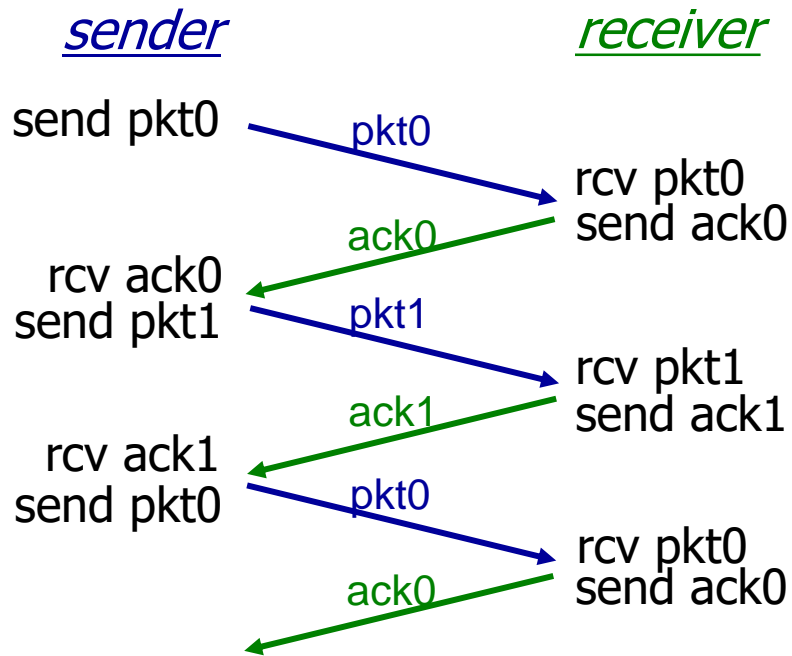 sender
receiver
send pkt0
pkt0
rcv pkt0
send ack0
ack0
rcv ack0
send pkt1
pkt1
rcv pkt1
send ack1
ack1
rcv ack1
send pkt0
pkt0
rcv pkt0
send ack0
ack0